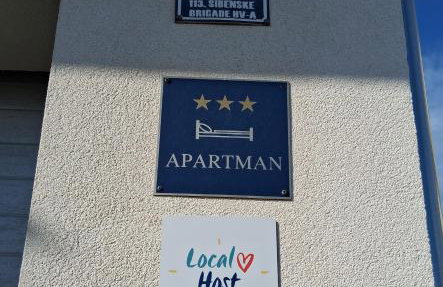 113. ŠIBENSKE
BRIGADE HV-A
APARTMAN
Local
Host